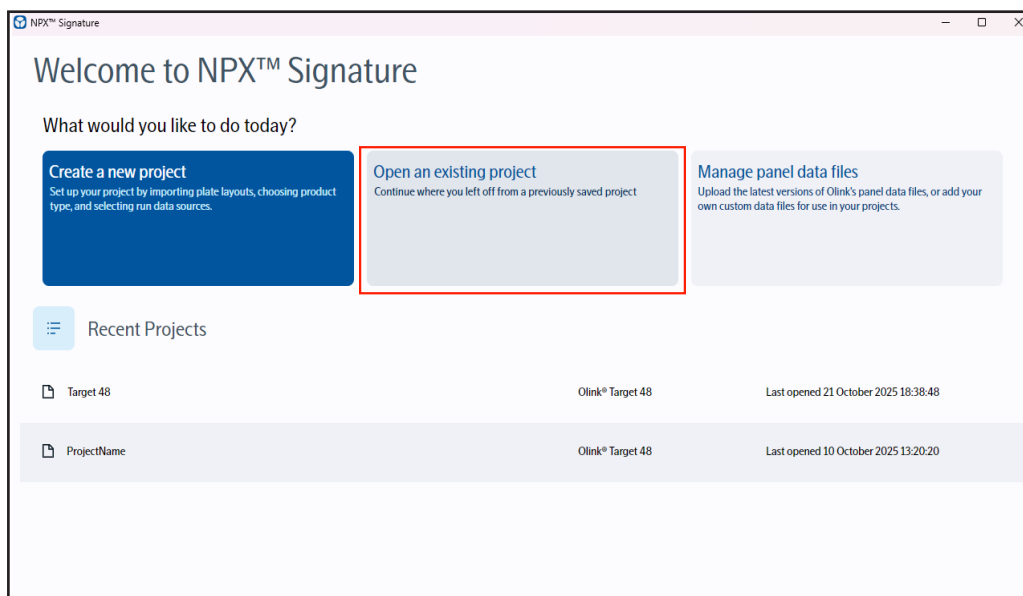 NPX™ Signature
Welcome to NPX™ Signature
What would you like to do today?
Create a new project
Set up your project by importing plate layouts, choosing product
type, and selecting run data sources.
Open an existing project
Continue where you left off from a previously saved project
Manage panel data files
Upload the latest versions of Olink's panel data files, or add your
own custom data files for use in your projects.
Recent Projects
Target 48 Olink® Target 48 Last opened 21 October 2025 18:38:48
ProjectName Olink® Target 48 Last opened 10 October 2025 13:20:20